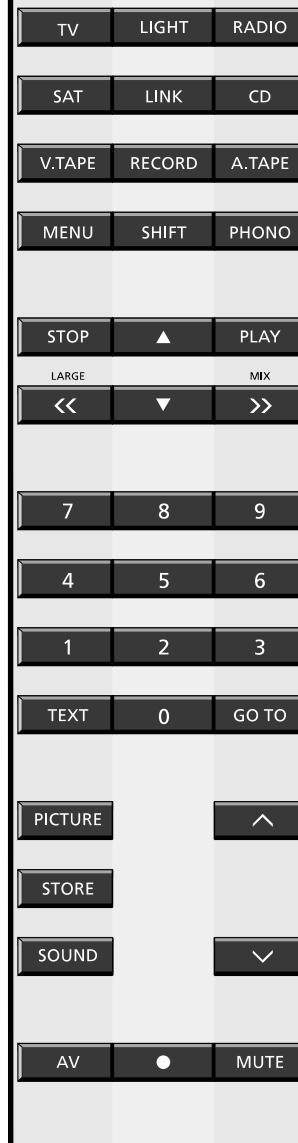 TV LIGHT RADIO
SAT LINK CD
V.TAPE RECORD A.TAPE
MENU SHIFT PHONO
STOP ▲ PLAY
LARGE MIX
<< ▼ >>
7 8 9
4 5 6
1 2 3
TEXT 0 GO TO
PICTURE
STORE
SOUND
AV ● MUTE